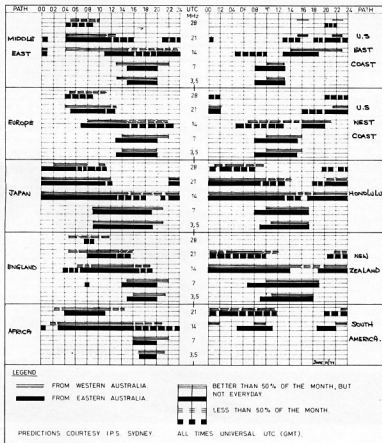 PATH 00 02 04 06 08 10 12 14 16 18 20 22 24 UTC 00 02 04 06 08 10 12 14 16 18 20 22 24 PATH
MHz
28
MIDDLE 21 U.S
EAST 14 EAST
7 COAST
3,5
28
21 U.S
EUROPE 14 WEST
7 COAST
3,5
28
21
JAPAN 14 HONOLULU
7
3,5
28
21 NEW
ENGLAND 14 ZEALAND
7
3,5
21
AFRICA 14 SOUTH
7 AMERICA.
3,5
LEGEND
FROM WESTERN AUSTRALIA.
FROM EASTERN AUSTRALIA.
BETTER THAN 50% OF THE MONTH, BUT
NOT EVERYDAY
LESS THAN 50% OF THE MONTH.
PREDICTIONS COURTESY I.P.S. SYDNEY. ALL TIMES UNIVERSAL UTC (GMT).